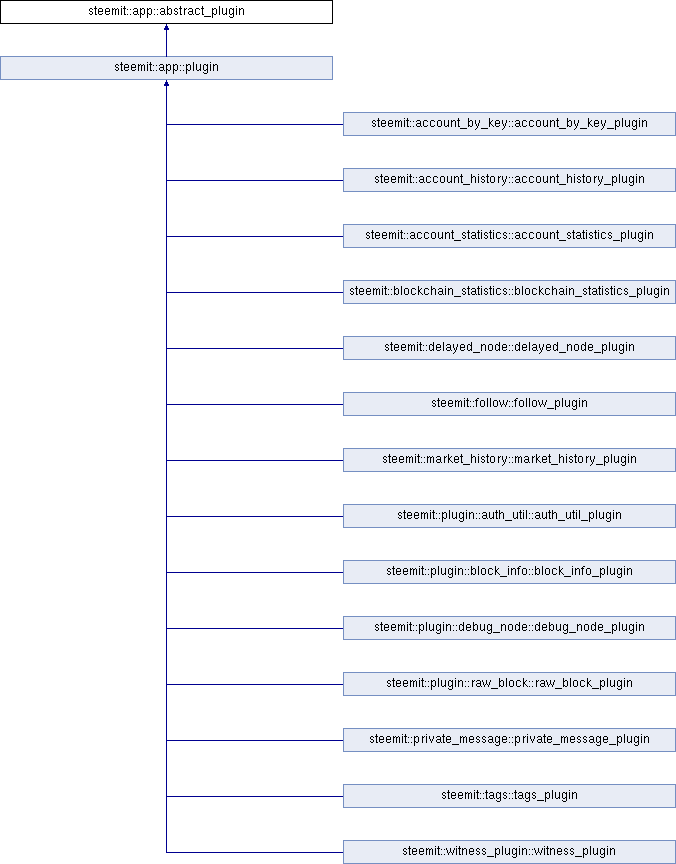 steemit::app::abstract_plugin
steemit::app::plugin
steemit::account_by_key::account_by_key_plugin
steemit::account_history::account_history_plugin
steemit::account_statistics::account_statistics_plugin
steemit::blockchain_statistics::blockchain_statistics_plugin
steemit::delayed_node::delayed_node_plugin
steemit::follow::follow_plugin
steemit::market_history::market_history_plugin
steemit::plugin::auth_util::auth_util_plugin
steemit::plugin::block_info::block_info_plugin
steemit::plugin::debug_node::debug_node_plugin
steemit::plugin::raw_block::raw_block_plugin
steemit::private_message::private_message_plugin
steemit::tags::tags_plugin
steemit::witness_plugin::witness_plugin